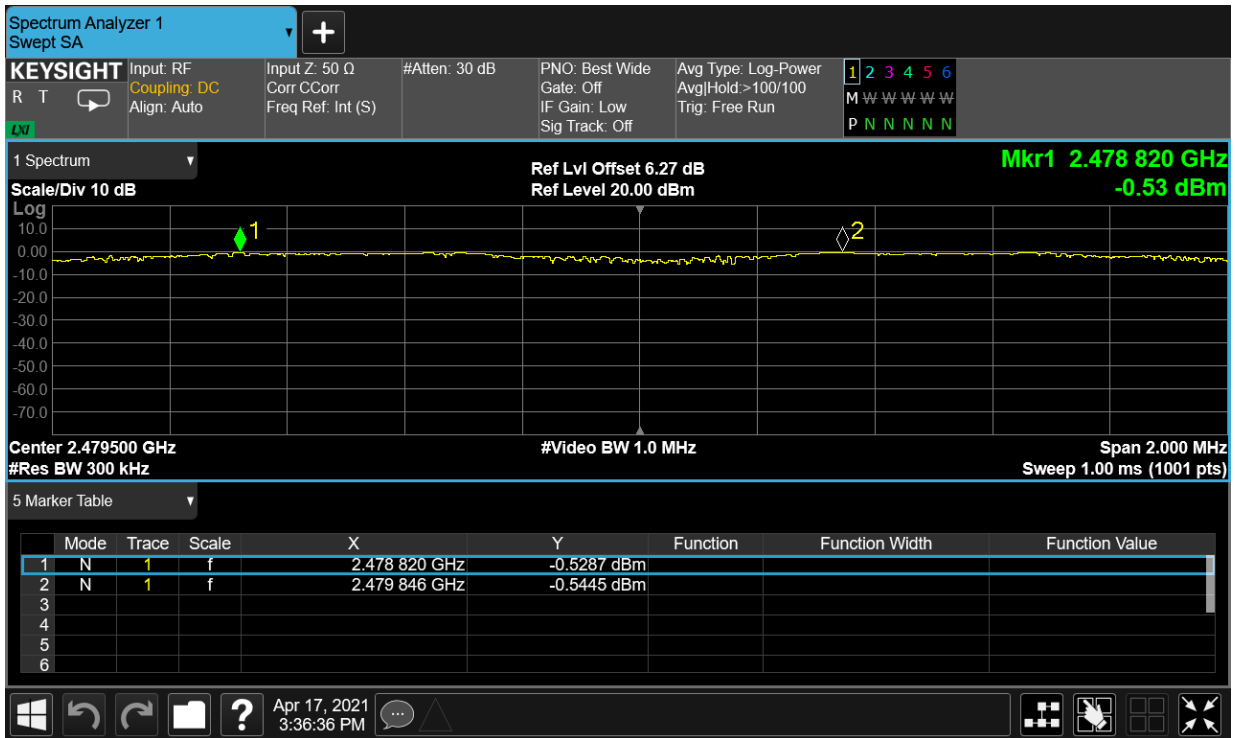 Spectrum Analyzer 1
Swept SA
▼
+
KEYSIGHT
R T
LXI
Input: RF
Coupling: DC
Align: Auto
Input Z: 50 Ω
Corr CCorr
Freq Ref: Int (S)
#Atten: 30 dB
PNO: Best Wide
Gate: Off
IF Gain: Low
Sig Track: Off
Avg Type: Log-Power
Avg|Hold:>100/100
Trig: Free Run
1 2 3 4 5 6
M W W W W W
P N N N N N
1 Spectrum ▼
Scale/Div 10 dB
Ref Lvl Offset 6.27 dB
Ref Level 20.00 dBm
Mkr1 2.478 820 GHz
-0.53 dBm
Log
10.0
0.00
-10.0
-20.0
-30.0
-40.0
-50.0
-60.0
-70.0
1
2
Center 2.479500 GHz #Video BW 1.0 MHz Span 2.000 MHz
#Res BW 300 kHz Sweep 1.00 ms (1001 pts)
5 Marker Table ▼
Mode Trace Scale X Y Function Function Width Function Value
1 N 1 f 2.478 820 GHz -0.5287 dBm
2 N 1 f 2.479 846 GHz -0.5445 dBm
3
4
5
6
?
Apr 17, 2021
3:36:36 PM